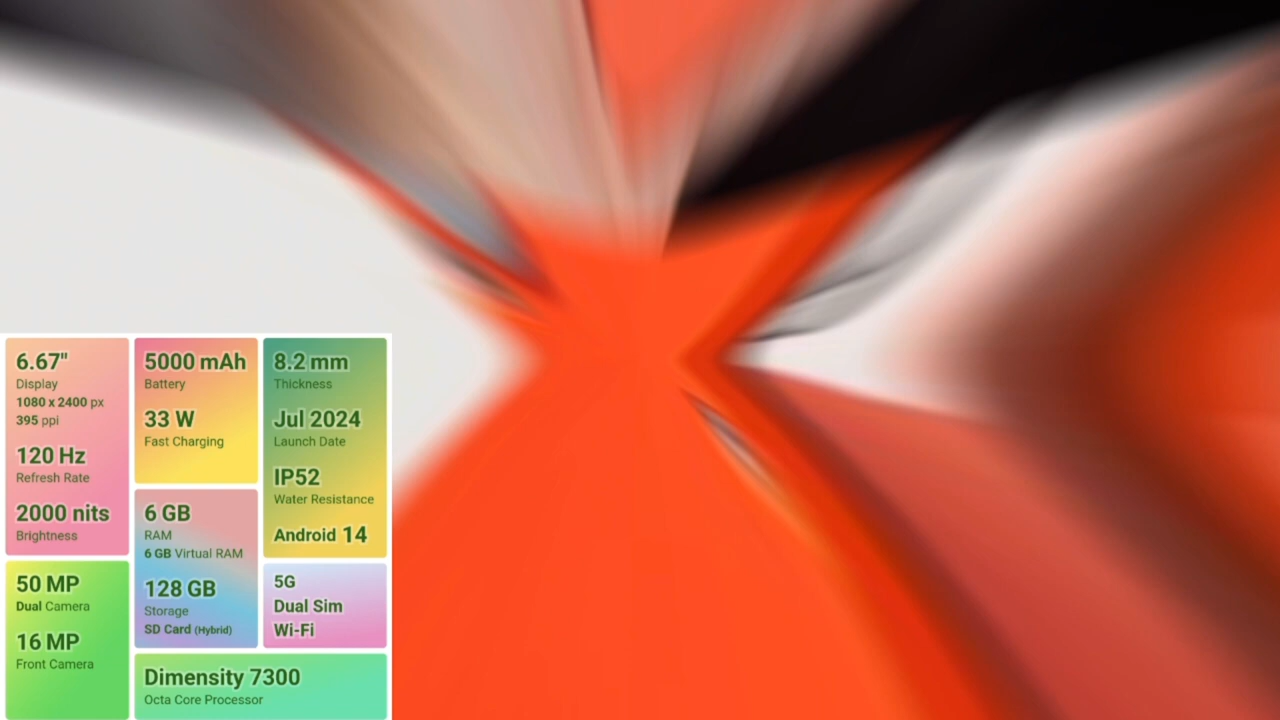 6.67"
Display
1080 x 2400 px
395 ppi
120 Hz
Refresh Rate
2000 nits
Brightness
50 MP
Dual Camera
16 MP
Front Camera
5000 mAh
Battery
33 W
Fast Charging
6 GB
RAM
6 GB Virtual RAM
128 GB
Storage
SD Card (Hybrid)
8.2 mm
Thickness
Jul 2024
Launch Date
IP52
Water Resistance
Android 14
5G
Dual Sim
Wi-Fi
Dimensity 7300
Octa Core Processor